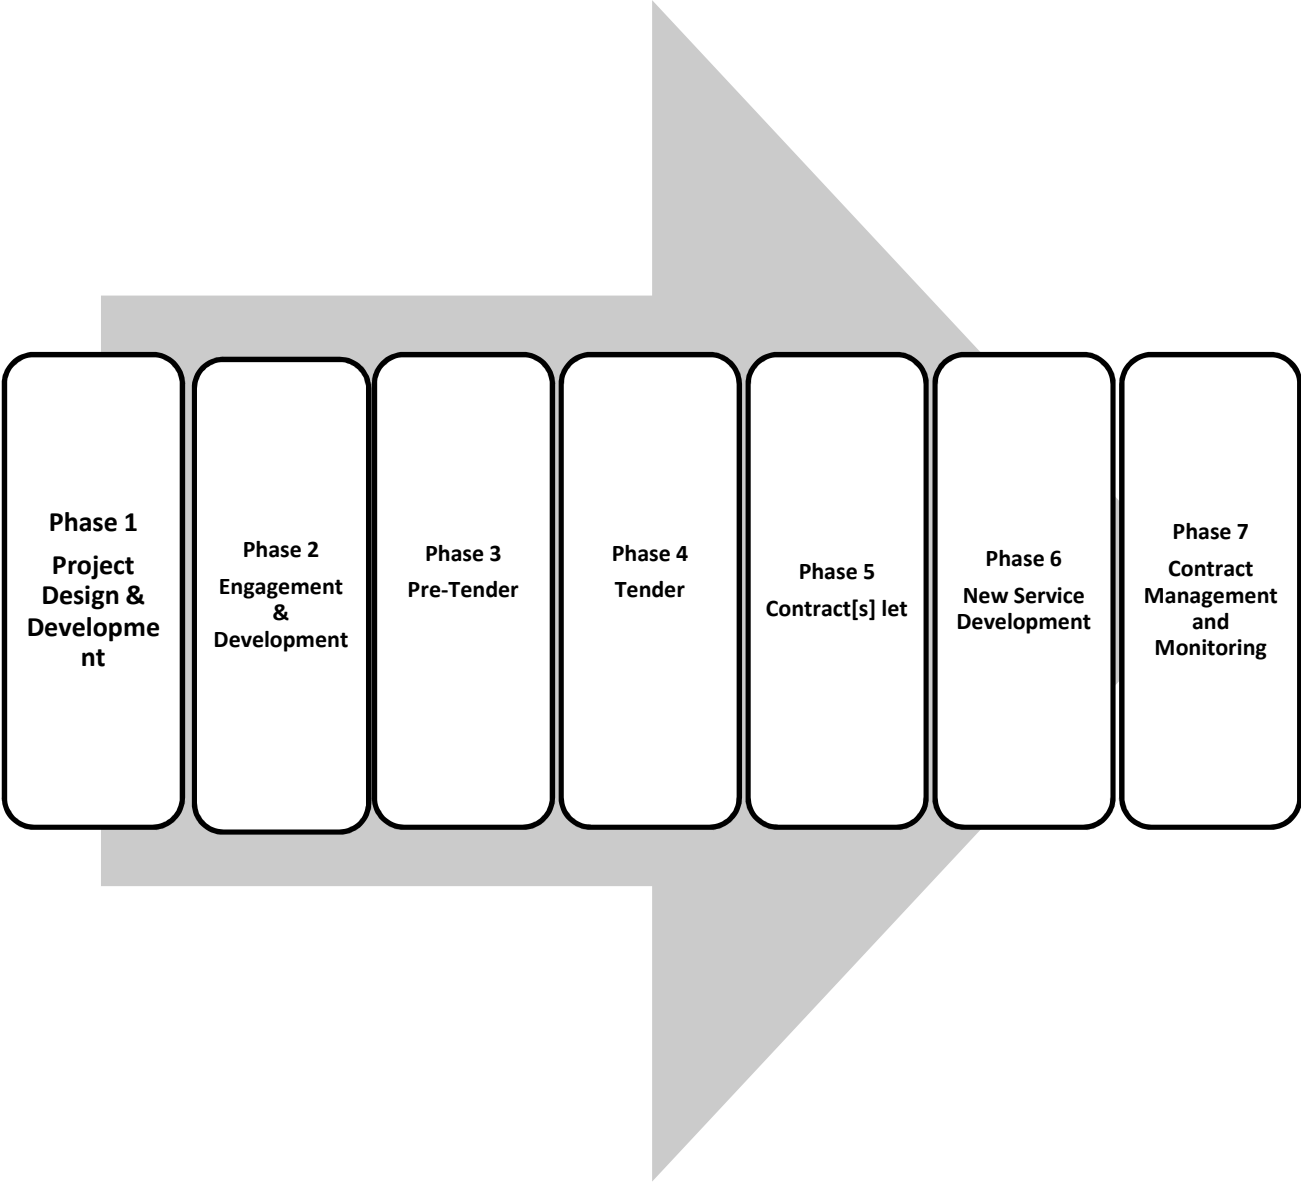 Phase 1
Project
Design &
Developme
nt
Phase 2
Engagement
&
Development
Phase 3
Pre-Tender
Phase 4
Tender
Phase 5
Contract[s] let
Phase 6
New Service
Development
Phase 7
Contract
Management
and
Monitoring